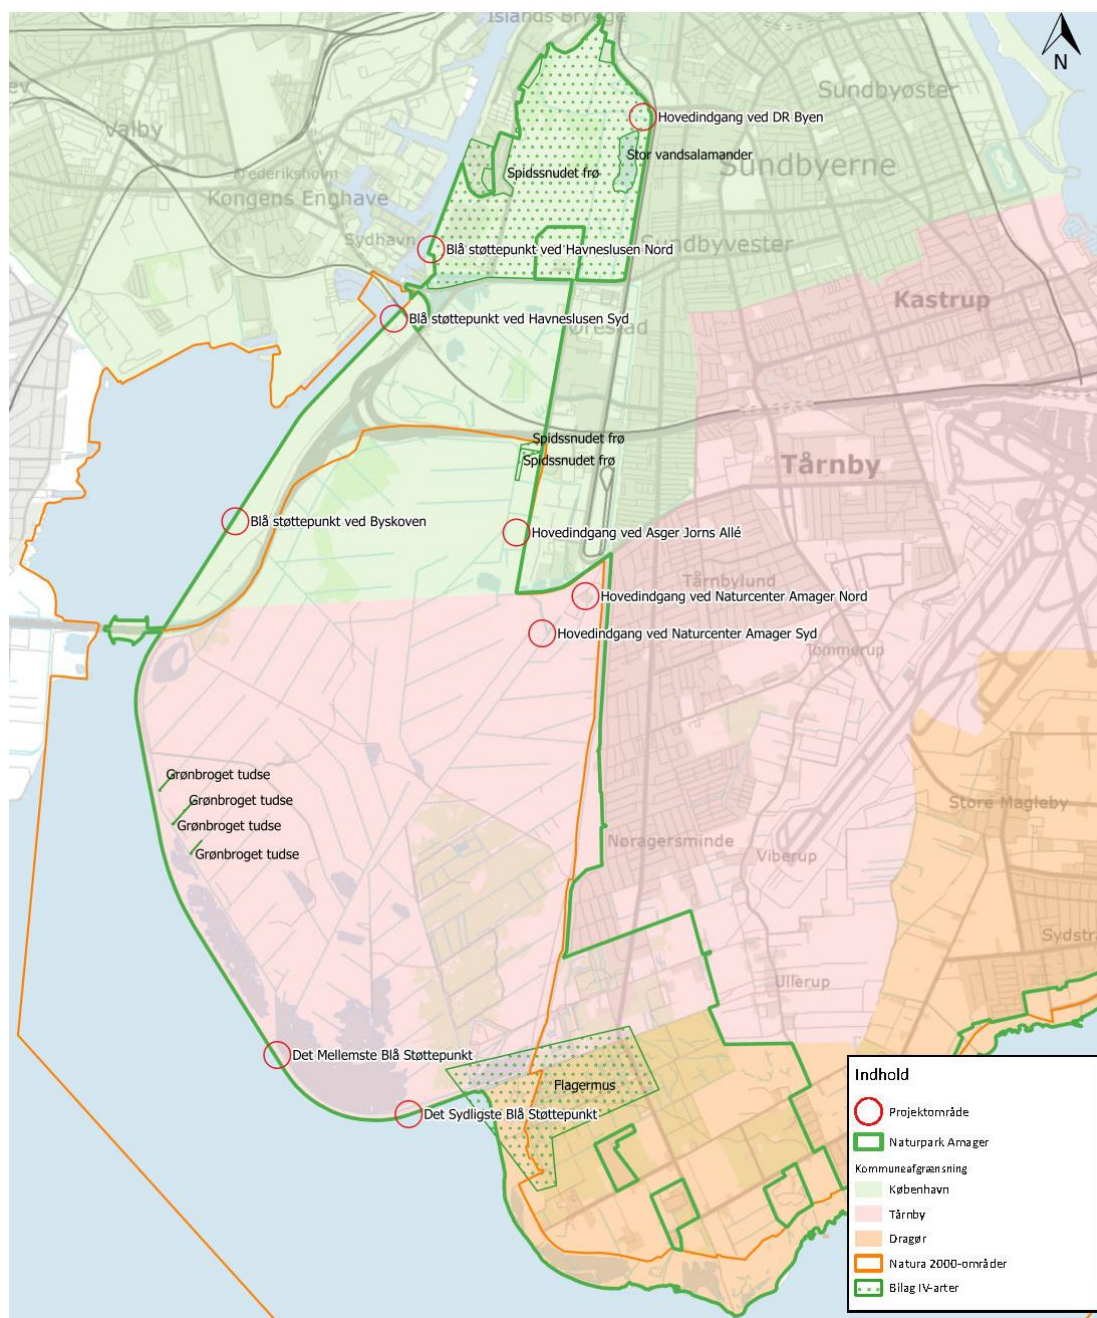 Islands Brygge
N
Sundbyøster
Hovedindgang ved DR Byen
Valby
Stor vandsalamander
Sundbyerne
Frederiksholm
Spidssnudet frø
Kongens Enghave
Sydhavn
Sundbyvester
Blå støttepunkt ved Havneslusen Nord
Kastrup
Blå støttepunkt ved Havneslusen Syd
Ørestad
Spidssnudet frø
Spidssnudet frø
Tårnby
Blå støttepunkt ved Byskoven
Hovedindgang ved Asger Jorns Allé
Tårnbylund
Hovedindgang ved Naturcenter Amager Nord
Hovedindgang ved Naturcenter Amager Syd
Tømmerup
Grønbroget tudse
Grønbroget tudse
Grønbroget tudse
Grønbroget tudse
Store Magleby
Nøragersminde
Viberup
Sydstra
Ullerup
Det Mellemste Blå Støttepunkt
Flagermus
Det Sydligste Blå Støttepunkt
Indhold
Projektområde
Naturpark Amager
Kommuneafgrænsning
København
Tårnby
Dragør
Natura 2000-områder
Bilag IV-arter